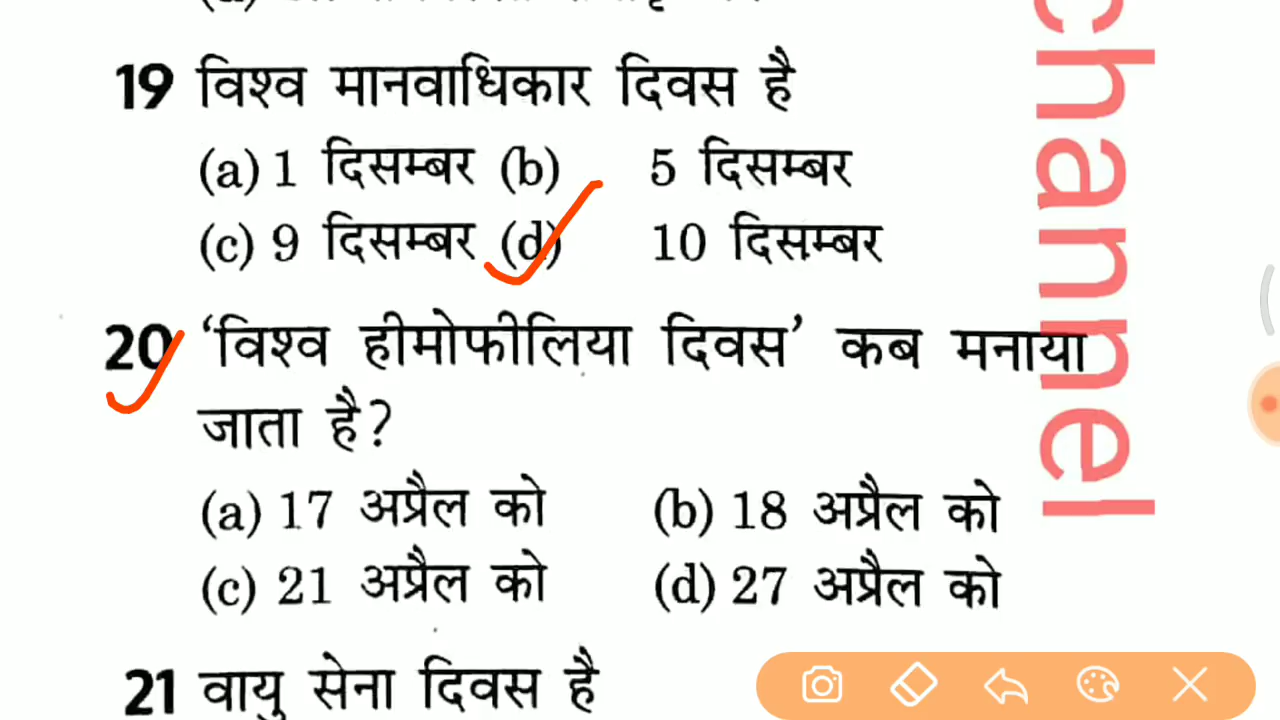 19 विश्व मानवाधिकार दिवस है
(a) 1 दिसम्बर (b) 5 दिसम्बर
(c) 9 दिसम्बर (d) 10 दिसम्बर
20 ‘विश्व हीमोफीलिया दिवस’ कब मनाया
जाता है?
(a) 17 अप्रैल को (b) 18 अप्रैल को
(c) 21 अप्रैल को (d) 27 अप्रैल को
21 वायु सेना दिवस है
channel